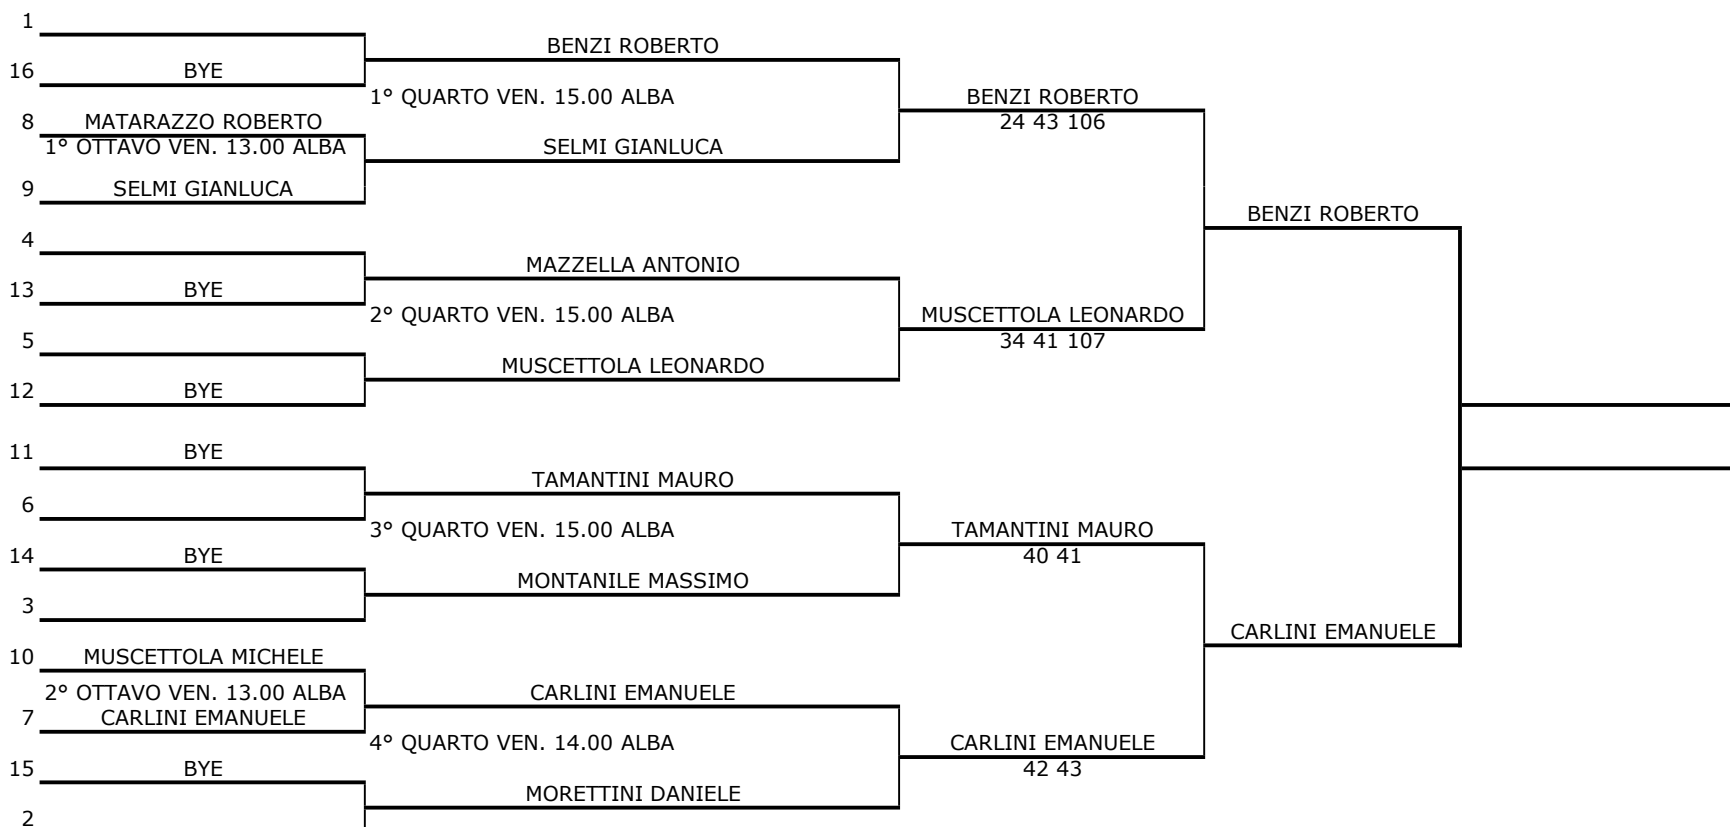 1
BENZI ROBERTO
16 BYE
1° QUARTO VEN. 15.00 ALBA
BENZI ROBERTO
8 MATARAZZO ROBERTO
24 43 106
1° OTTAVO VEN. 13.00 ALBA
SELMI GIANLUCA
9 SELMI GIANLUCA
BENZI ROBERTO
4
MAZZELLA ANTONIO
13 BYE
2° QUARTO VEN. 15.00 ALBA
MUSCETTOLA LEONARDO
5
34 41 107
MUSCETTOLA LEONARDO
12 BYE
11 BYE
TAMANTINI MAURO
6
3° QUARTO VEN. 15.00 ALBA
TAMANTINI MAURO
14 BYE
40 41
MONTANILE MASSIMO
3
CARLINI EMANUELE
10 MUSCETTOLA MICHELE
2° OTTAVO VEN. 13.00 ALBA
CARLINI EMANUELE
7 CARLINI EMANUELE
4° QUARTO VEN. 14.00 ALBA
CARLINI EMANUELE
15 BYE
42 43
MORETTINI DANIELE
2